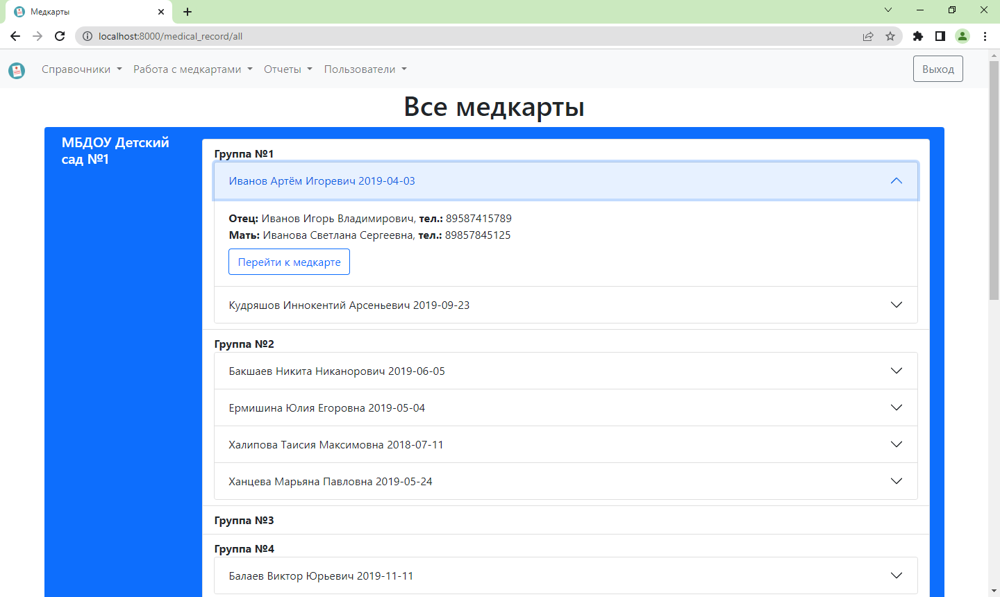 Медкарты
localhost:8000/medical_record/all
Справочники Работа с медкартами Отчеты Пользователи Выход
Все медкарты
МБДОУ Детский
сад №1
Группа №1
Иванов Артём Игоревич 2019-04-03
Отец: Иванов Игорь Владимирович, тел.: 89587415789
Мать: Иванова Светлана Сергеевна, тел.: 89857845125
Перейти к медкарте
Кудряшов Иннокентий Арсеньевич 2019-09-23
Группа №2
Бакшаев Никита Никанорович 2019-06-05
Ермишина Юлия Егоровна 2019-05-04
Халипова Таисия Максимовна 2018-07-11
Ханцева Марьяна Павловна 2019-05-24
Группа №3
Группа №4
Балаев Виктор Юрьевич 2019-11-11